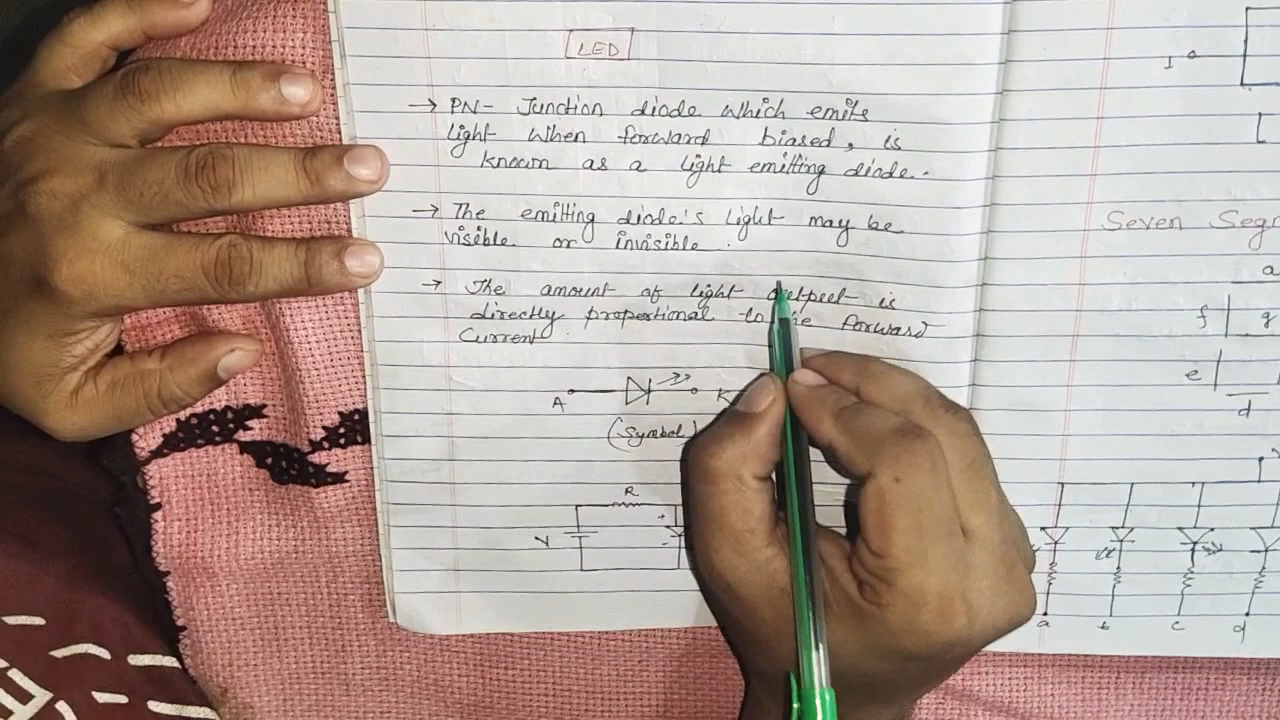 LED
→ PN- Junction diode which emits
light when forward biased, is
known as a light emitting diode.
→ The emitting diode's light may be
visible or invisible.
→ The amount of light output is
directly proportional to forward
Current.
A K
(Symbol)
R
V + -
I
Seven
a
f g
e
d
a b c d